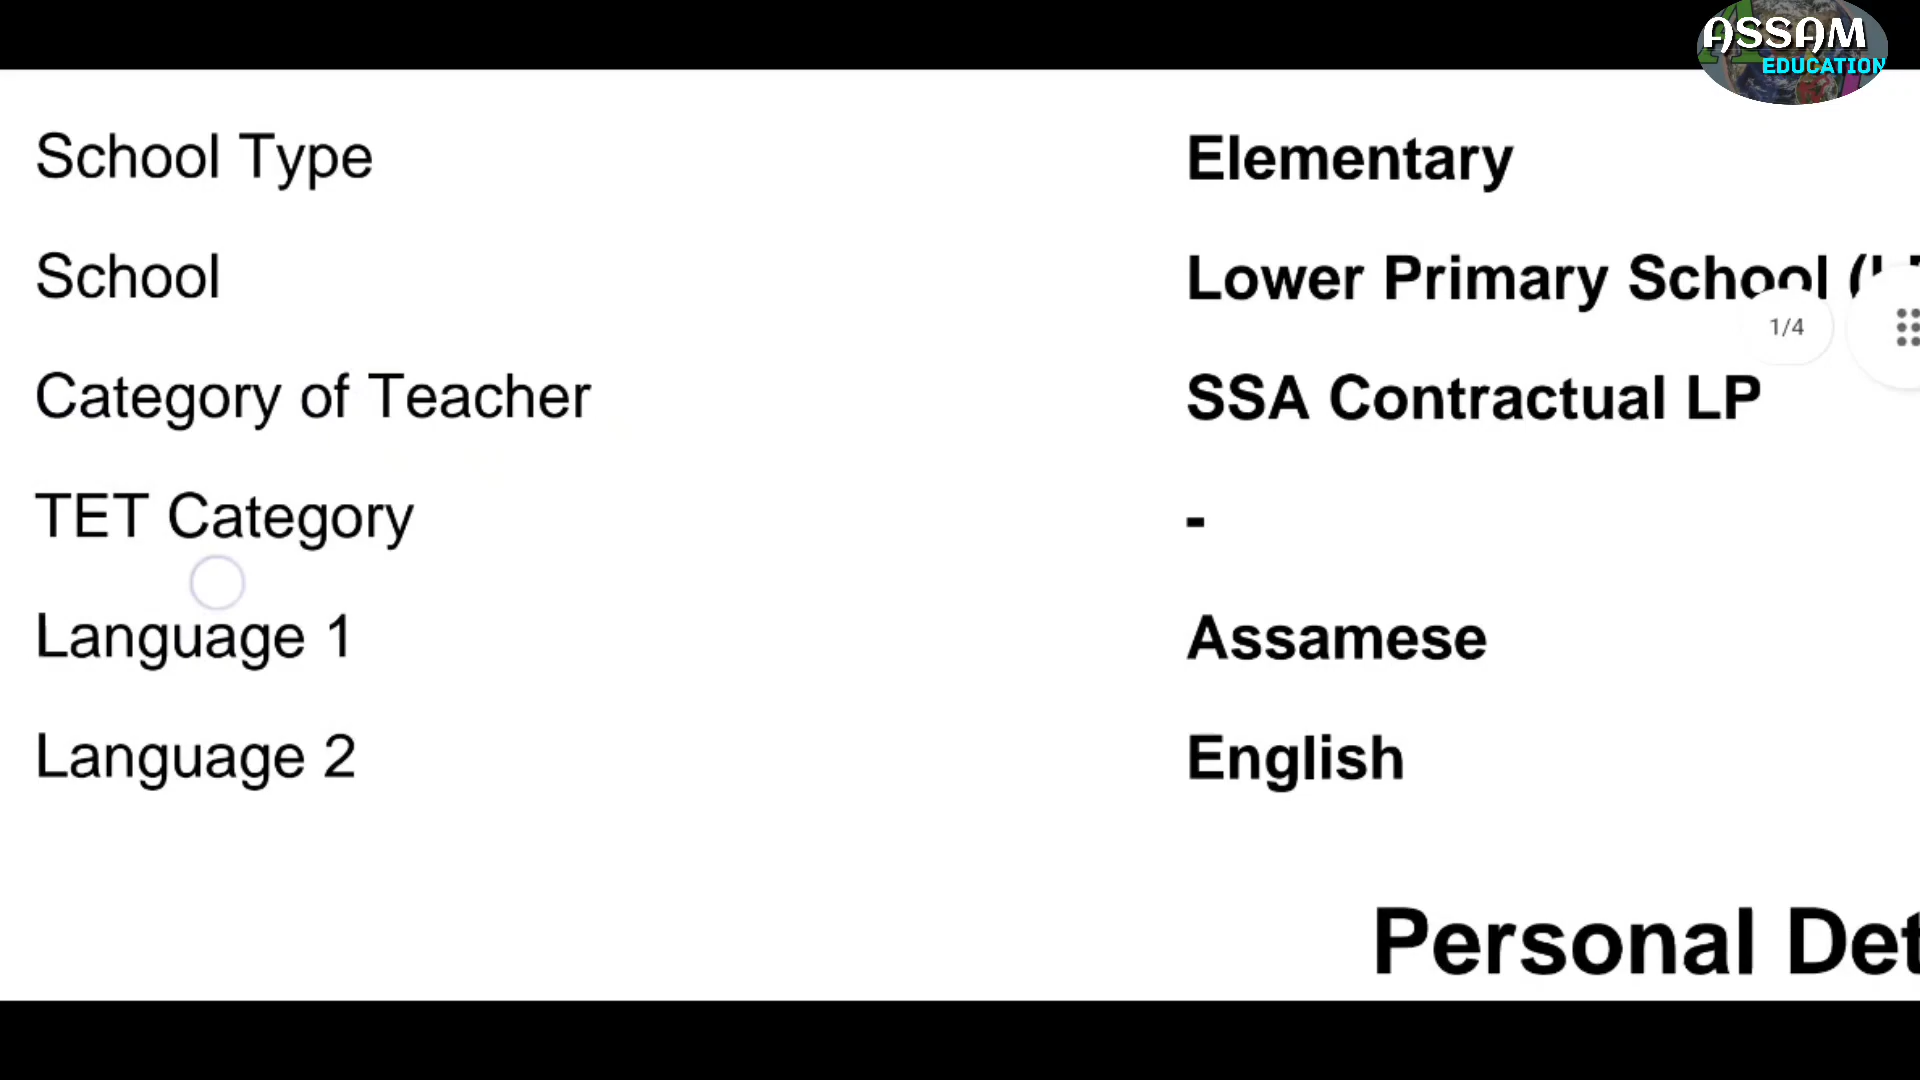 ASSAM
EDUCATION
School Type Elementary
School Lower Primary School
1/4
Category of Teacher SSA Contractual LP
TET Category -
Language 1 Assamese
Language 2 English
Personal Det